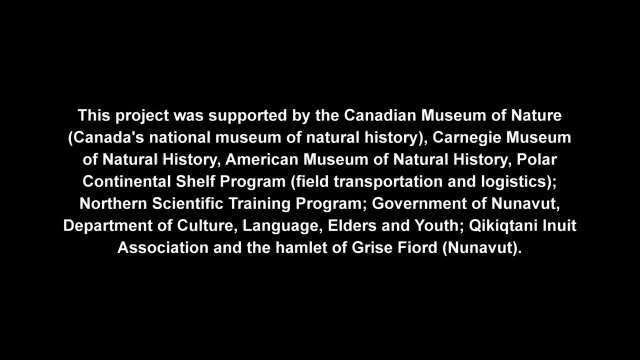 This project was supported by the Canadian Museum of Nature
(Canada's national museum of natural history), Carnegie Museum
of Natural History, American Museum of Natural History, Polar
Continental Shelf Program (field transportation and logistics);
Northern Scientific Training Program; Government of Nunavut,
Department of Culture, Language, Elders and Youth; Qikiqtani Inuit
Association and the hamlet of Grise Fiord (Nunavut).